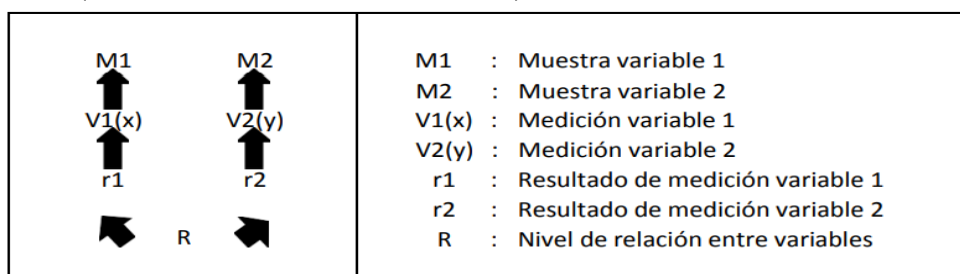 M1 M2
V1(x) V2(y)
r1 r2
R
M1 : Muestra variable 1
M2 : Muestra variable 2
V1(x) : Medición variable 1
V2(y) : Medición variable 2
r1 : Resultado de medición variable 1
r2 : Resultado de medición variable 2
R : Nivel de relación entre variables